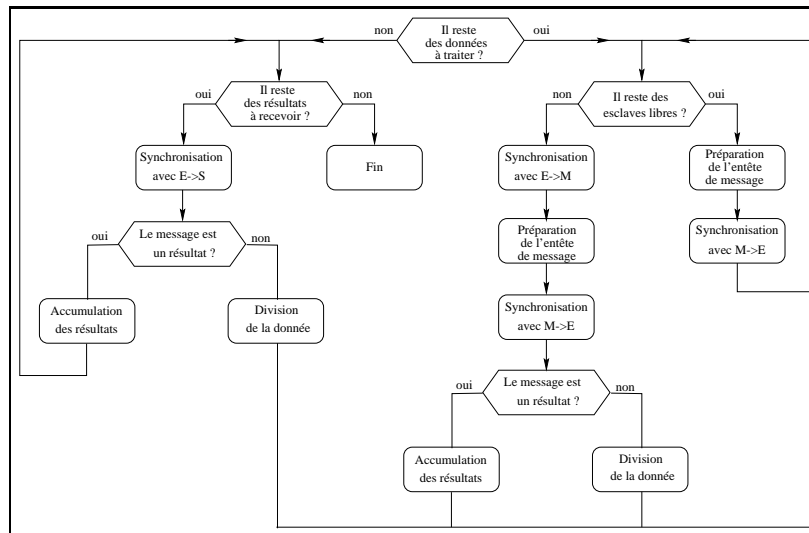 Il reste
des données
à traiter ?
non
oui
Il reste
des résultats
à recevoir ?
oui
non
Il reste des
esclaves libres ?
non
oui
Synchronisation
avec E->S
Fin
Synchronisation
avec E->M
Préparation
de l'entête
de message
Le message est
un résultat ?
oui
non
Préparation
de l'entête
de message
Synchronisation
avec M->E
Accumulation
des résultats
Division
de la donnée
Synchronisation
avec M->E
Le message est
un résultat ?
oui
non
Accumulation
des résultats
Division
de la donnée